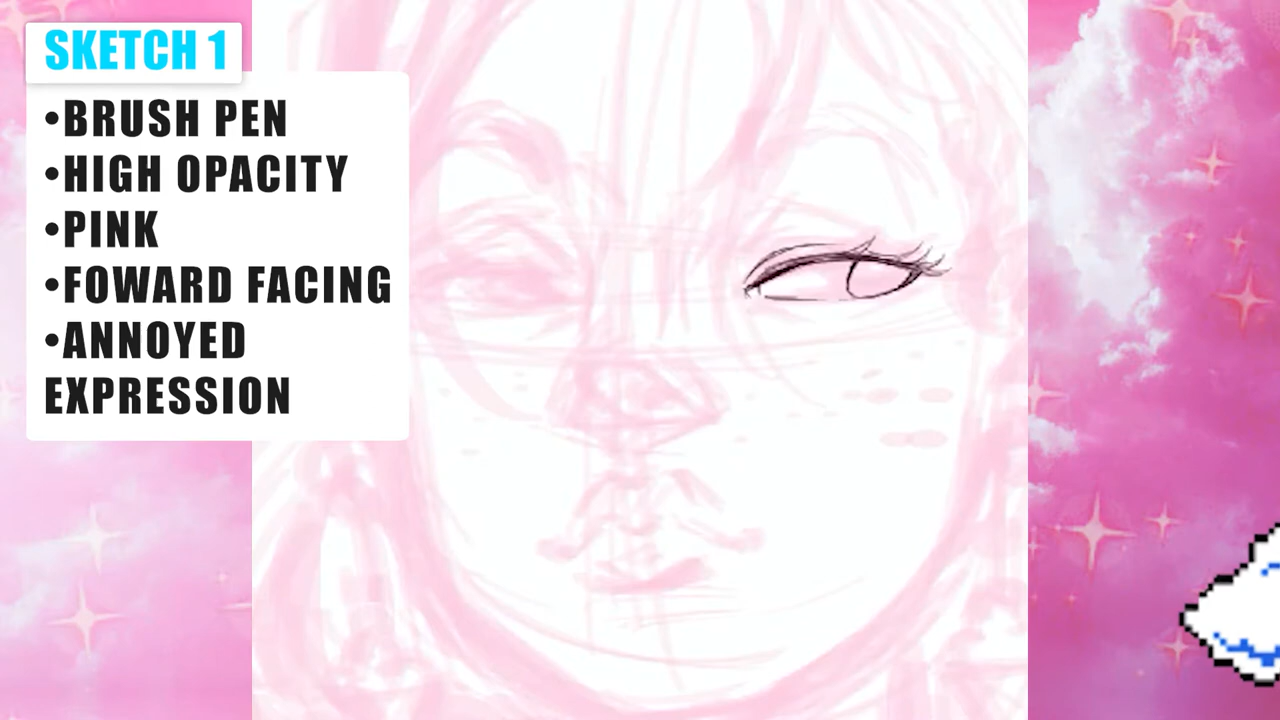 SKETCH 1
•BRUSH PEN
•HIGH OPACITY
•PINK
•FOWARD FACING
•ANNOYED
EXPRESSION